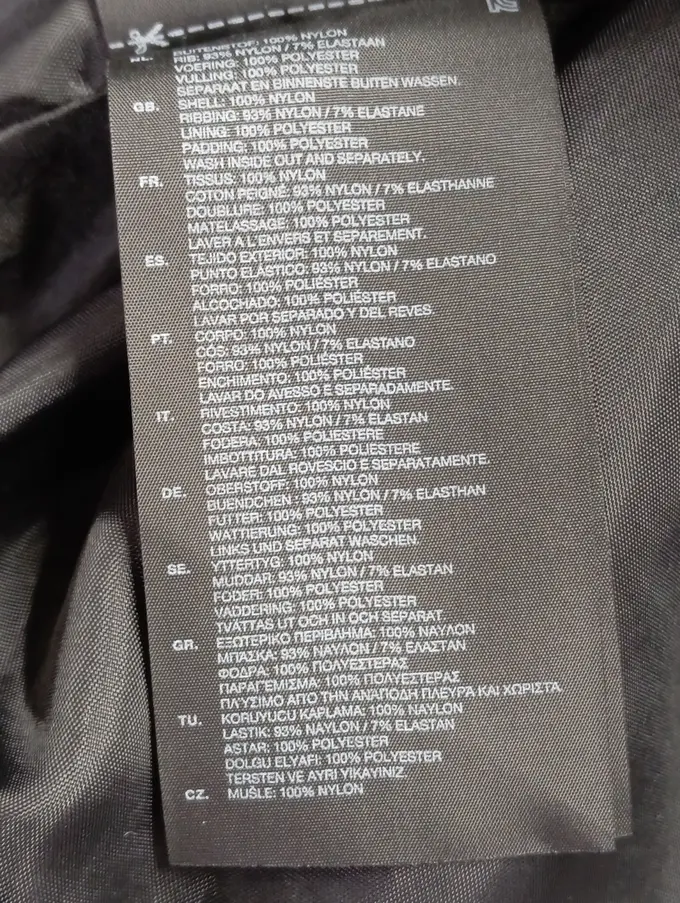 BUITENSTOF: 100% NYLON
NL. RIB: 93% NYLON / 7% ELASTAAN
VOERING: 100% POLYESTER
VULLING: 100% POLYESTER
SEPARAAT EN BINNENSTE BUITEN WASSEN.
GB. SHELL: 100% NYLON
RIBBING: 93% NYLON / 7% ELASTANE
LINING: 100% POLYESTER
PADDING: 100% POLYESTER
WASH INSIDE OUT AND SEPARATELY.
FR. TISSUS: 100% NYLON
COTON PEIGNÉ: 93% NYLON / 7% ELASTHANNE
DOUBLURE: 100% POLYESTER
MATELASSAGE: 100% POLYESTER
LAVER A L'ENVERS ET SEPAREMENT.
ES. TEJIDO EXTERIOR: 100% NYLON
PUNTO ELÁSTICO: 93% NYLON / 7% ELASTANO
FORRO: 100% POLIÉSTER
ALCOCHADO: 100% POLIÉSTER
LAVAR POR SEPARADO Y DEL REVES.
PT. CORPO: 100% NYLON
CÓS: 93% NYLON / 7% ELASTANO
FORRO: 100% POLIÉSTER
ENCHIMENTO: 100% POLIÉSTER
LAVAR DO AVESSO E SEPARADAMENTE.
IT. RIVESTIMENTO: 100% NYLON
COSTA: 93% NYLON / 7% ELASTAN
FODERA, 100% POLIESTERE
IMBOTTITURA: 100% POLIESTERE
LAVARE DAL ROVESCIO E SEPARATAMENTE.
DE. OBERSTOFF: 100% NYLON
BUENDCHEN : 93% NYLON / 7% ELASTHAN
FUTTER: 100% POLYESTER
WATTIERUNG: 100% POLYESTER
LINKS UND SEPARAT WASCHEN.
SE. YTTERTYG: 100% NYLON
MUDDAR: 93% NYLON / 7% ELASTAN
FODER: 100% POLYESTER
VADDERING: 100% POLYESTER
TVÄTTAS UT OCH IN OCH SEPARAT
GR. ΕΞΩΤΕΡΙΚΟ ΠΕΡΙΒΛΗΜΑ: 100% ΝΑΥΛΟΝ
ΜΠΑΣΚΑ: 93% ΝΑΥΛΟΝ / 7% ΕΛΑΣΤΑΝ
ΦΟΔΡΑ: 100% ΠΟΛΥΕΣΤΕΡΑΣ
ΠΑΡΑΓΕΜΙΣΜΑ: 100% ΠΟΛΥΕΣΤΕΡΑΣ
ΠΛΥΣΙΜΟ ΑΠΟ ΤΗΝ ΑΝΑΠΟΔΗ ΠΛΕΥΡΑ ΚΑΙ ΧΩΡΙΣΤΑ.
TU. KORUYUCU KAPLAMA: 100% NAYLON
LASTIK: 93% NAYLON / 7% ELASTAN
ASTAR: 100% POLYESTER
DOLGU ELYAFI: 100% POLYESTER
TERSTEN VE AYRI YIKAYINIZ.
CZ. MUŠLE: 100% NYLON